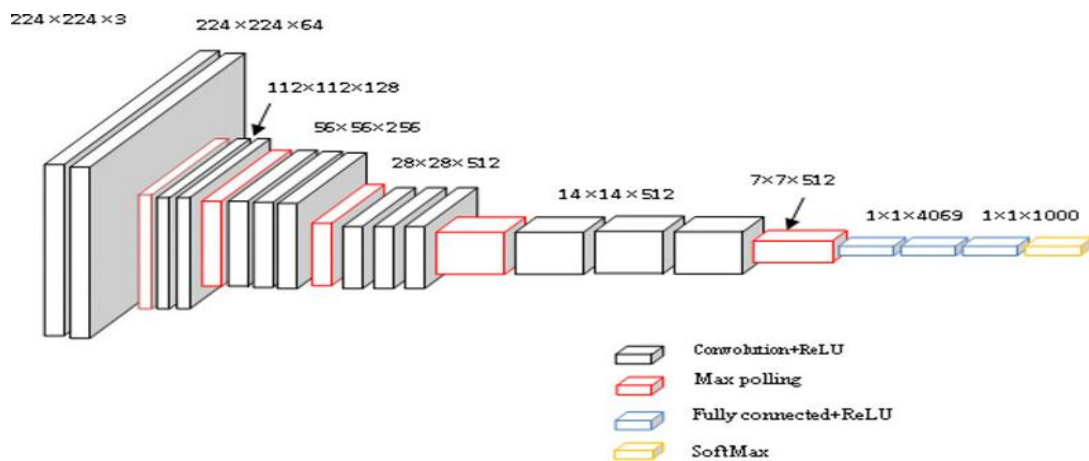 224×224×3
224×224×64
112×112×128
56×56×256
28×28×512
14×14×512
7×7×512
1×1×4069
1×1×1000
Convolution+ReLU
Max polling
Fully connected+ReLU
SoftMax